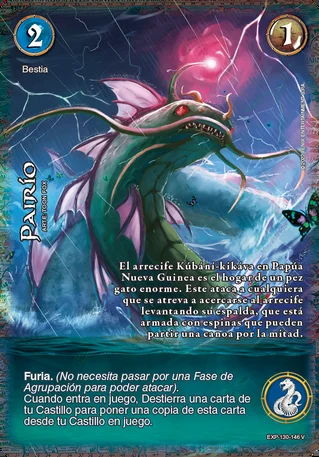 2
1
Bestia
Pairío
El arrecife Kúbáni-kikáva en Papúa
Nueva Guinea es el hogar de un pez
gato enorme. Este ataca a cualquiera
que se atreva a acercarse al arrecife
levantando su espalda, que está
armada con espinas que pueden
partir una canoa por la mitad.
Furia. (No necesita pasar por una Fase de
Agrupación para poder atacar).
Cuando entra en juego, Destierra una carta de
tu Castillo para poner una copia de esta carta
desde tu Castillo en juego.
EXP-130-146 V